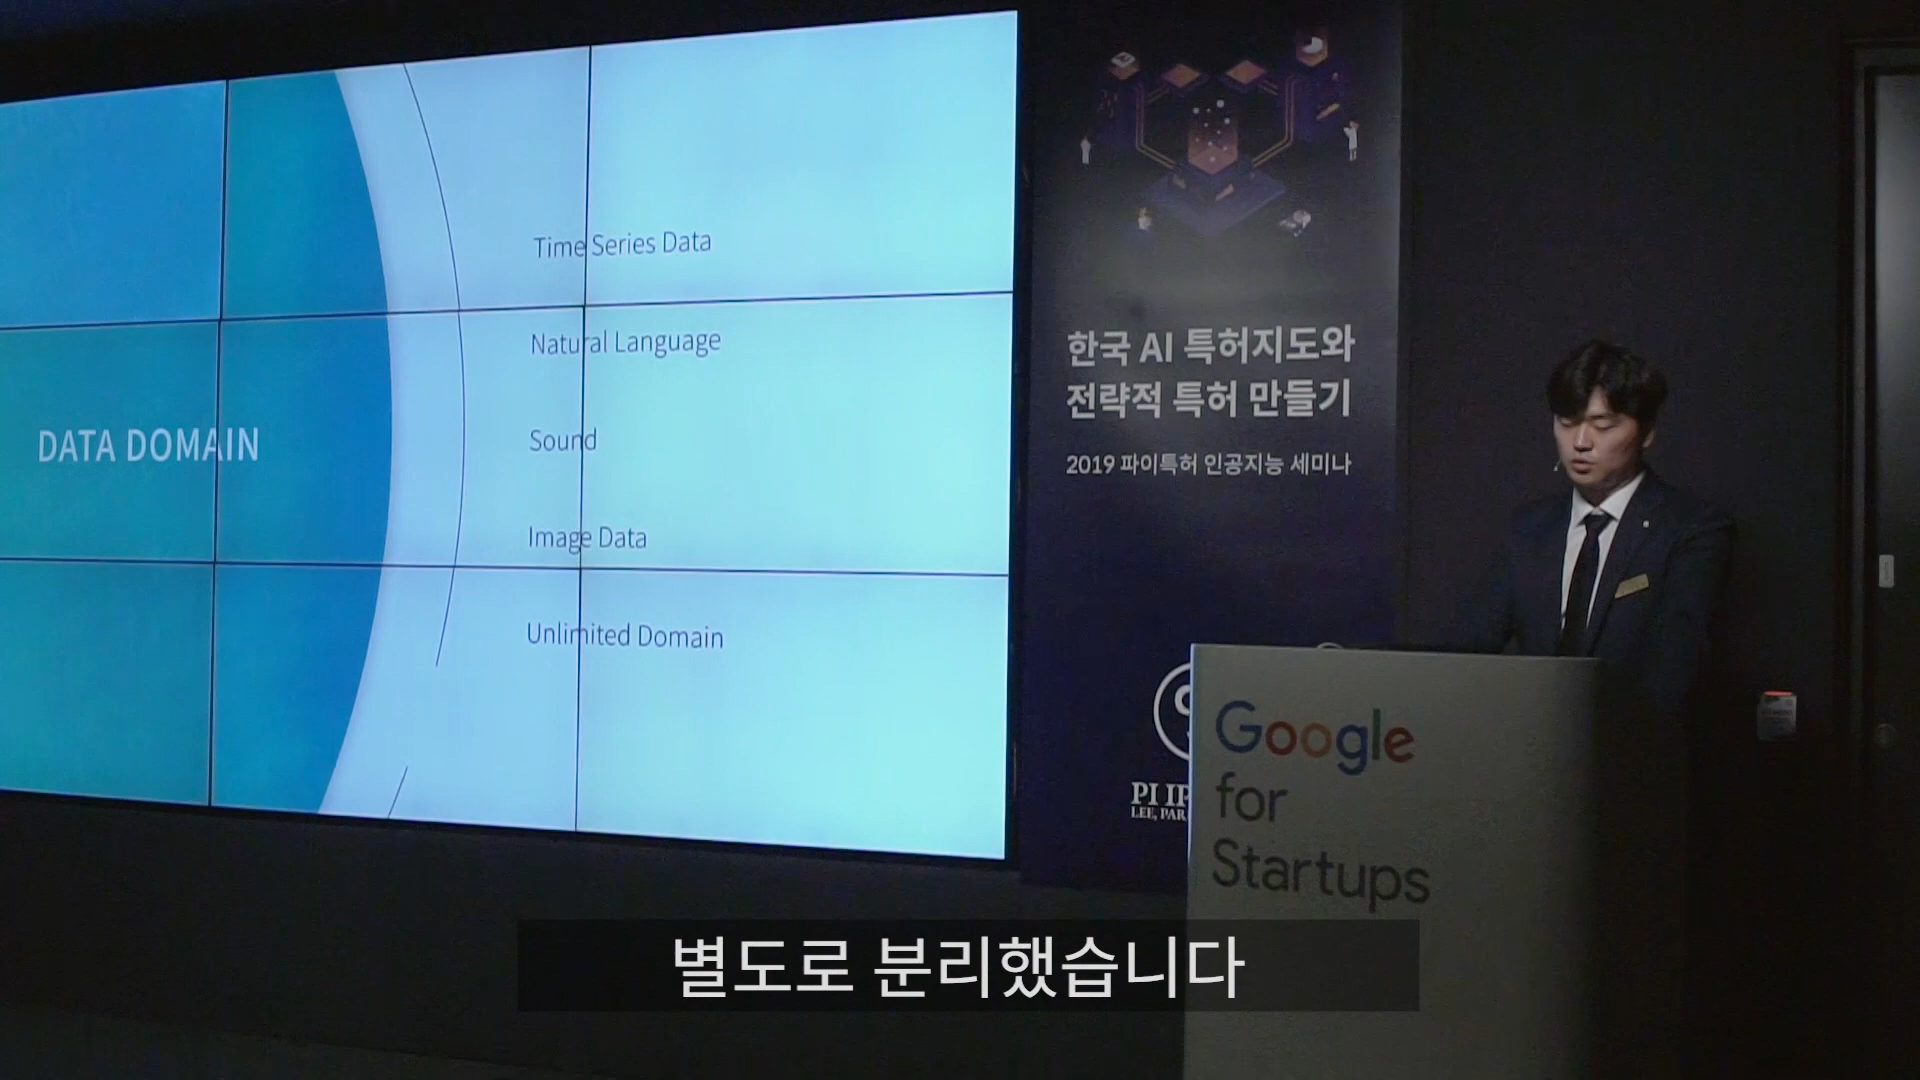 DATA DOMAIN
Time Series Data
Natural Language
Sound
Image Data
Unlimited Domain
한국 AI 특허지도와
전략적 특허 만들기
2019 파이특허 인공지능 세미나
PI IP
LEE, PAR
Google
for
Startups
별도로 분리했습니다